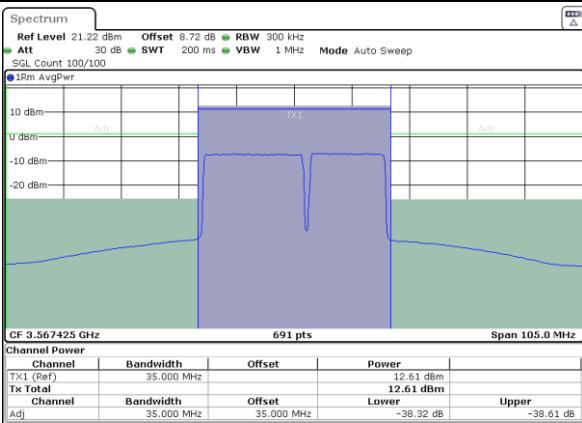 Spectrum
Ref Level 21.22 dBm Offset 8.72 dB RBW 300 kHz
Att 30 dB SWT 200 ms VBW 1 MHz Mode Auto Sweep
SGL Count 100/100
1Rm AvgPwr
TX1
10 dBm
Adj Adj
0 dBm
-10 dBm
-20 dBm
CF 3.567425 GHz 691 pts Span 105.0 MHz
Channel Power
Channel Bandwidth Offset Power
TX1 (Ref) 35.000 MHz 12.61 dBm
Tx Total 12.61 dBm
Channel Bandwidth Offset Lower Upper
Adj 35.000 MHz 35.000 MHz -38.32 dB -38.61 dB